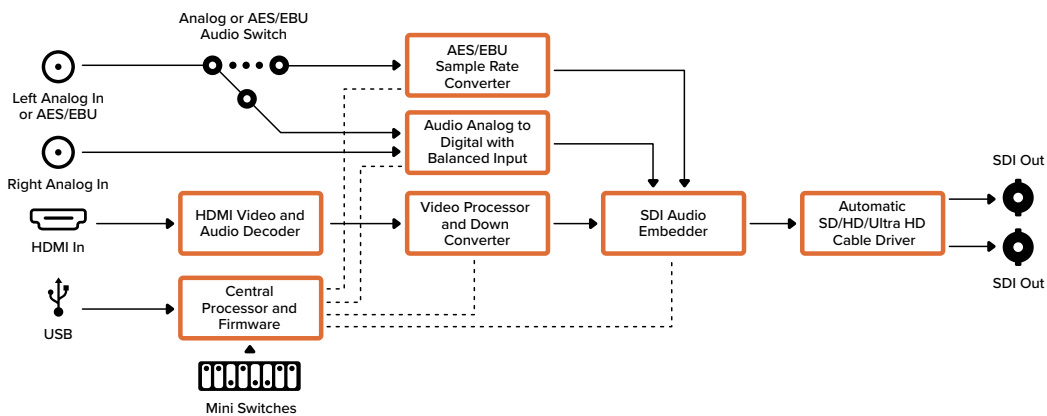 Analog or AES/EBU
Audio Switch
Left Analog In
or AES/EBU
AES/EBU
Sample Rate
Converter
Right Analog In
Audio Analog to
Digital with
Balanced Input
HDMI In
HDMI Video and
Audio Decoder
Video Processor
and Down
Converter
SDI Audio
Embedder
Automatic
SD/HD/Ultra HD
Cable Driver
SDI Out
SDI Out
USB
Central
Processor and
Firmware
Mini Switches